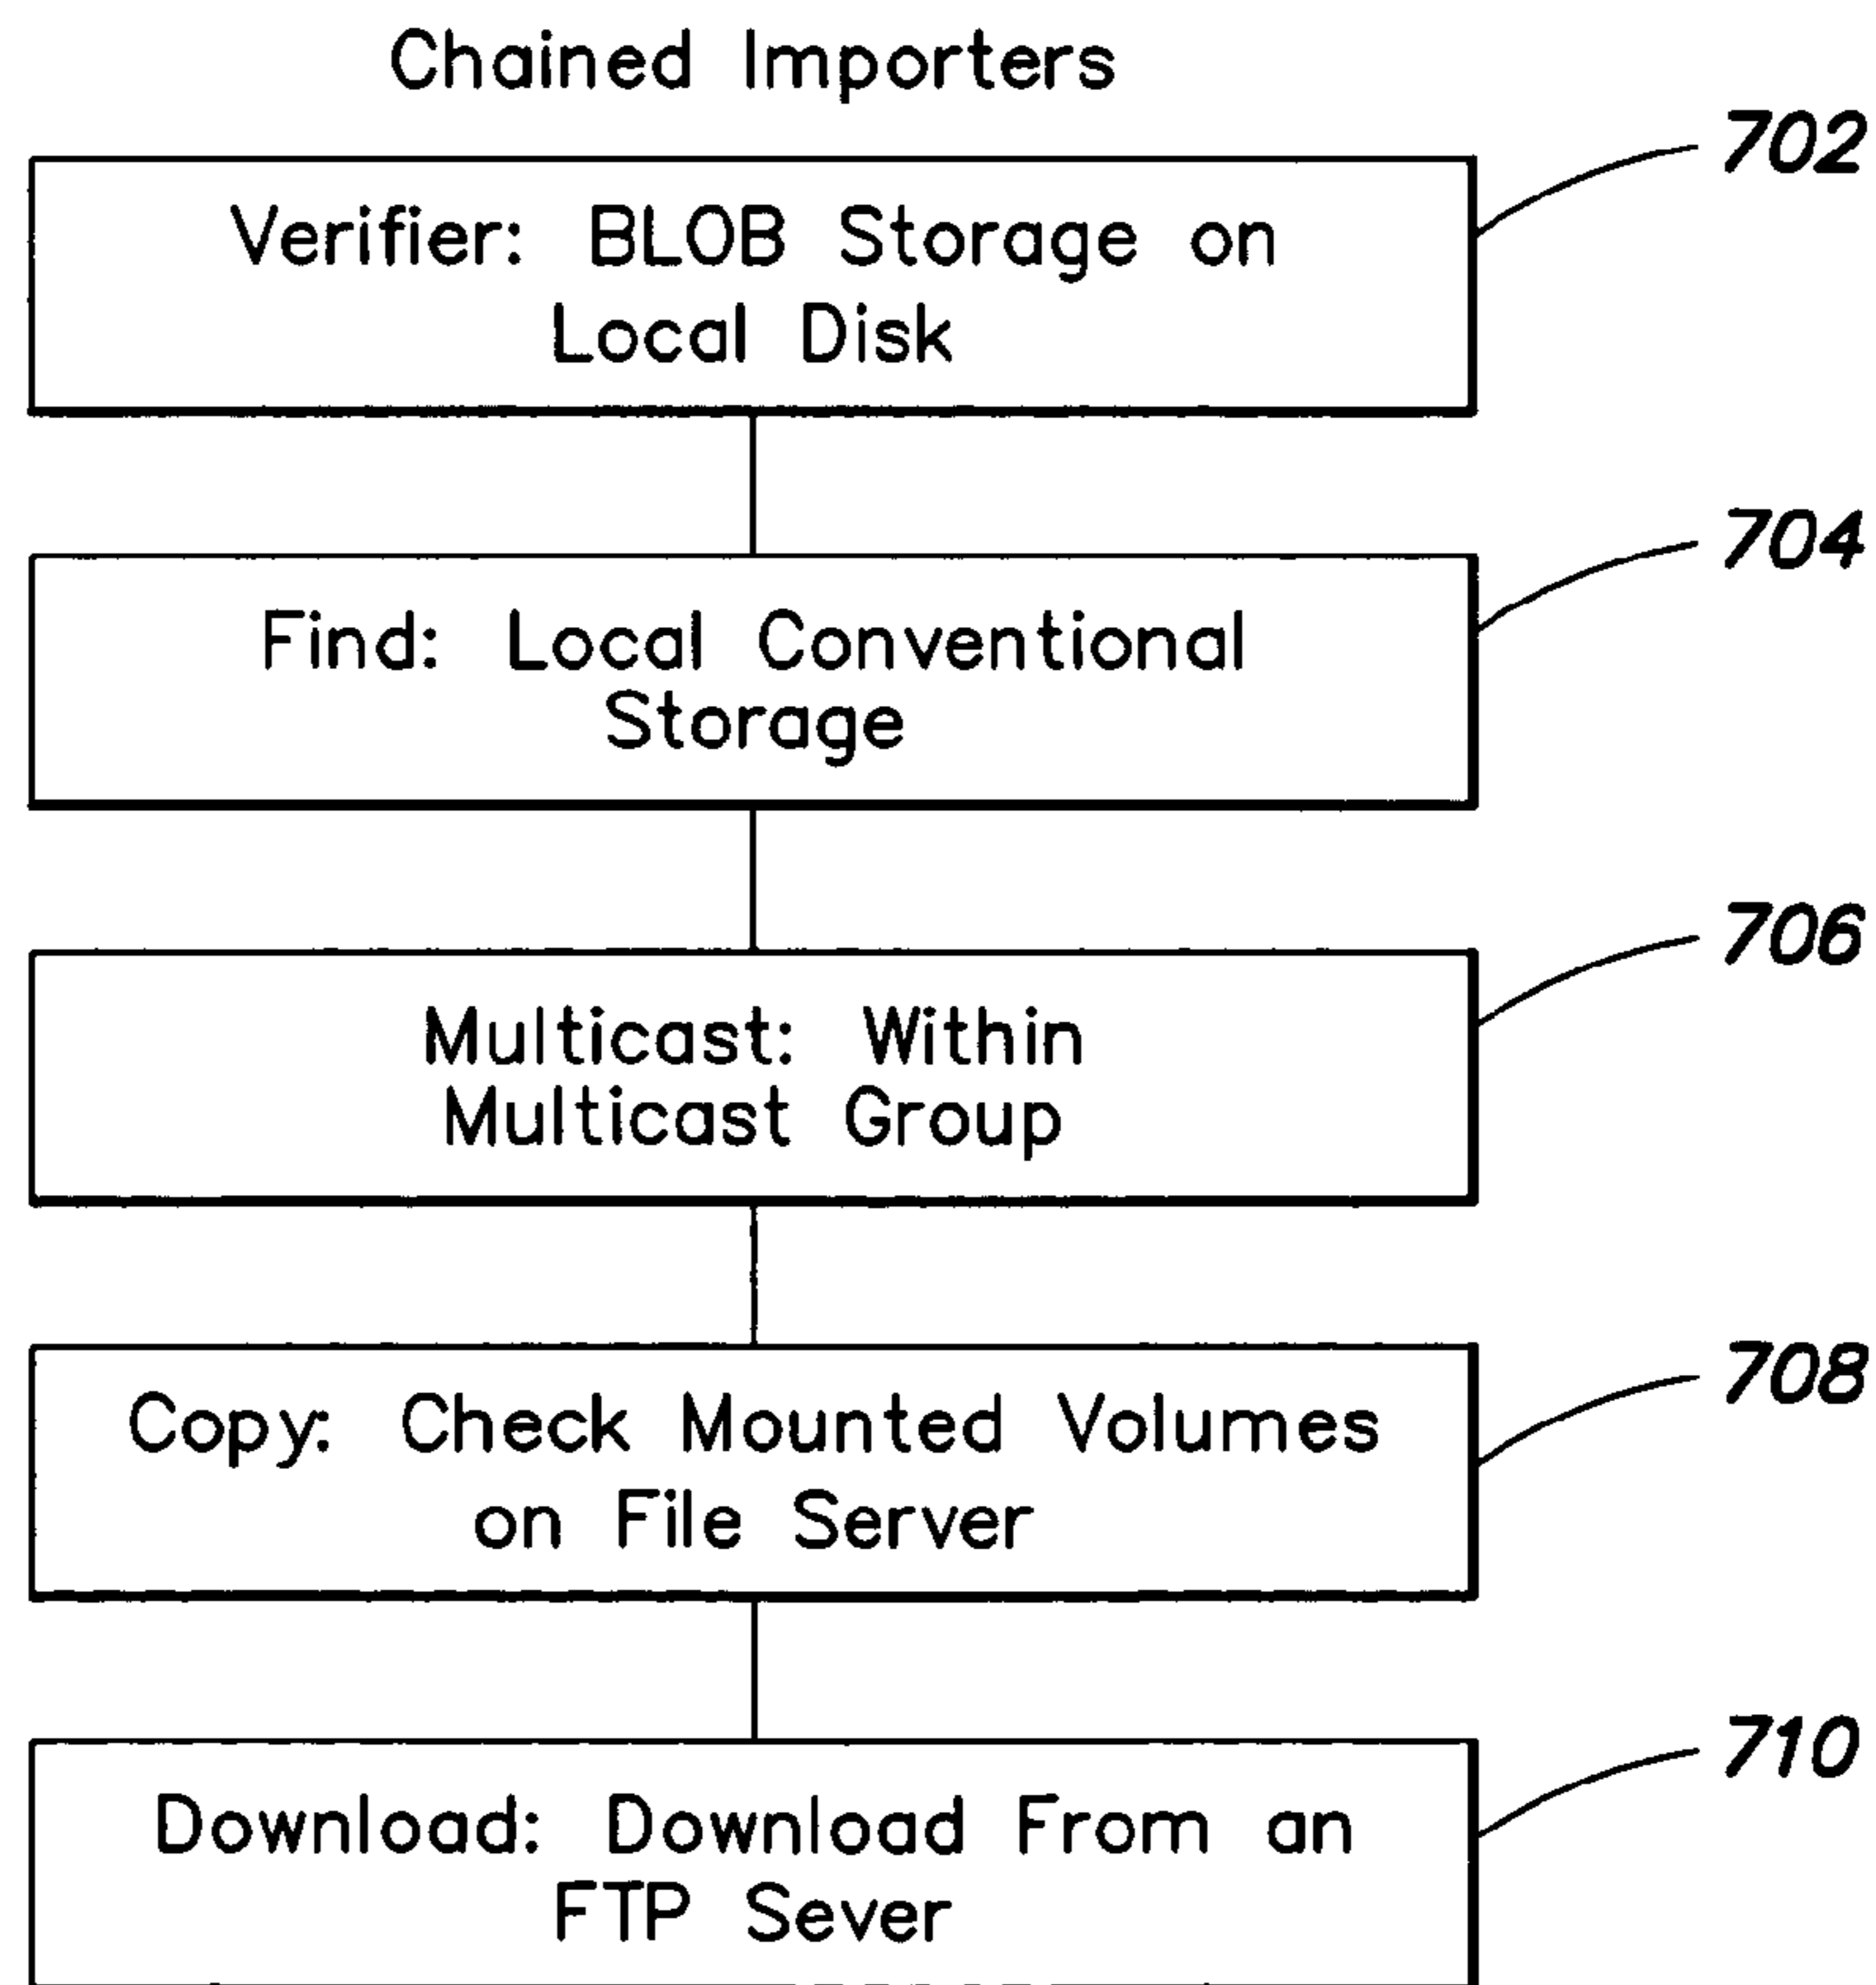 Chained Importers
702
Verifier: BLOB Storage on
Local Disk
704
Find: Local Conventional
Storage
706
Multicast: Within
Multicast Group
708
Copy: Check Mounted Volumes
on File Server
710
Download: Download From an
FTP Sever